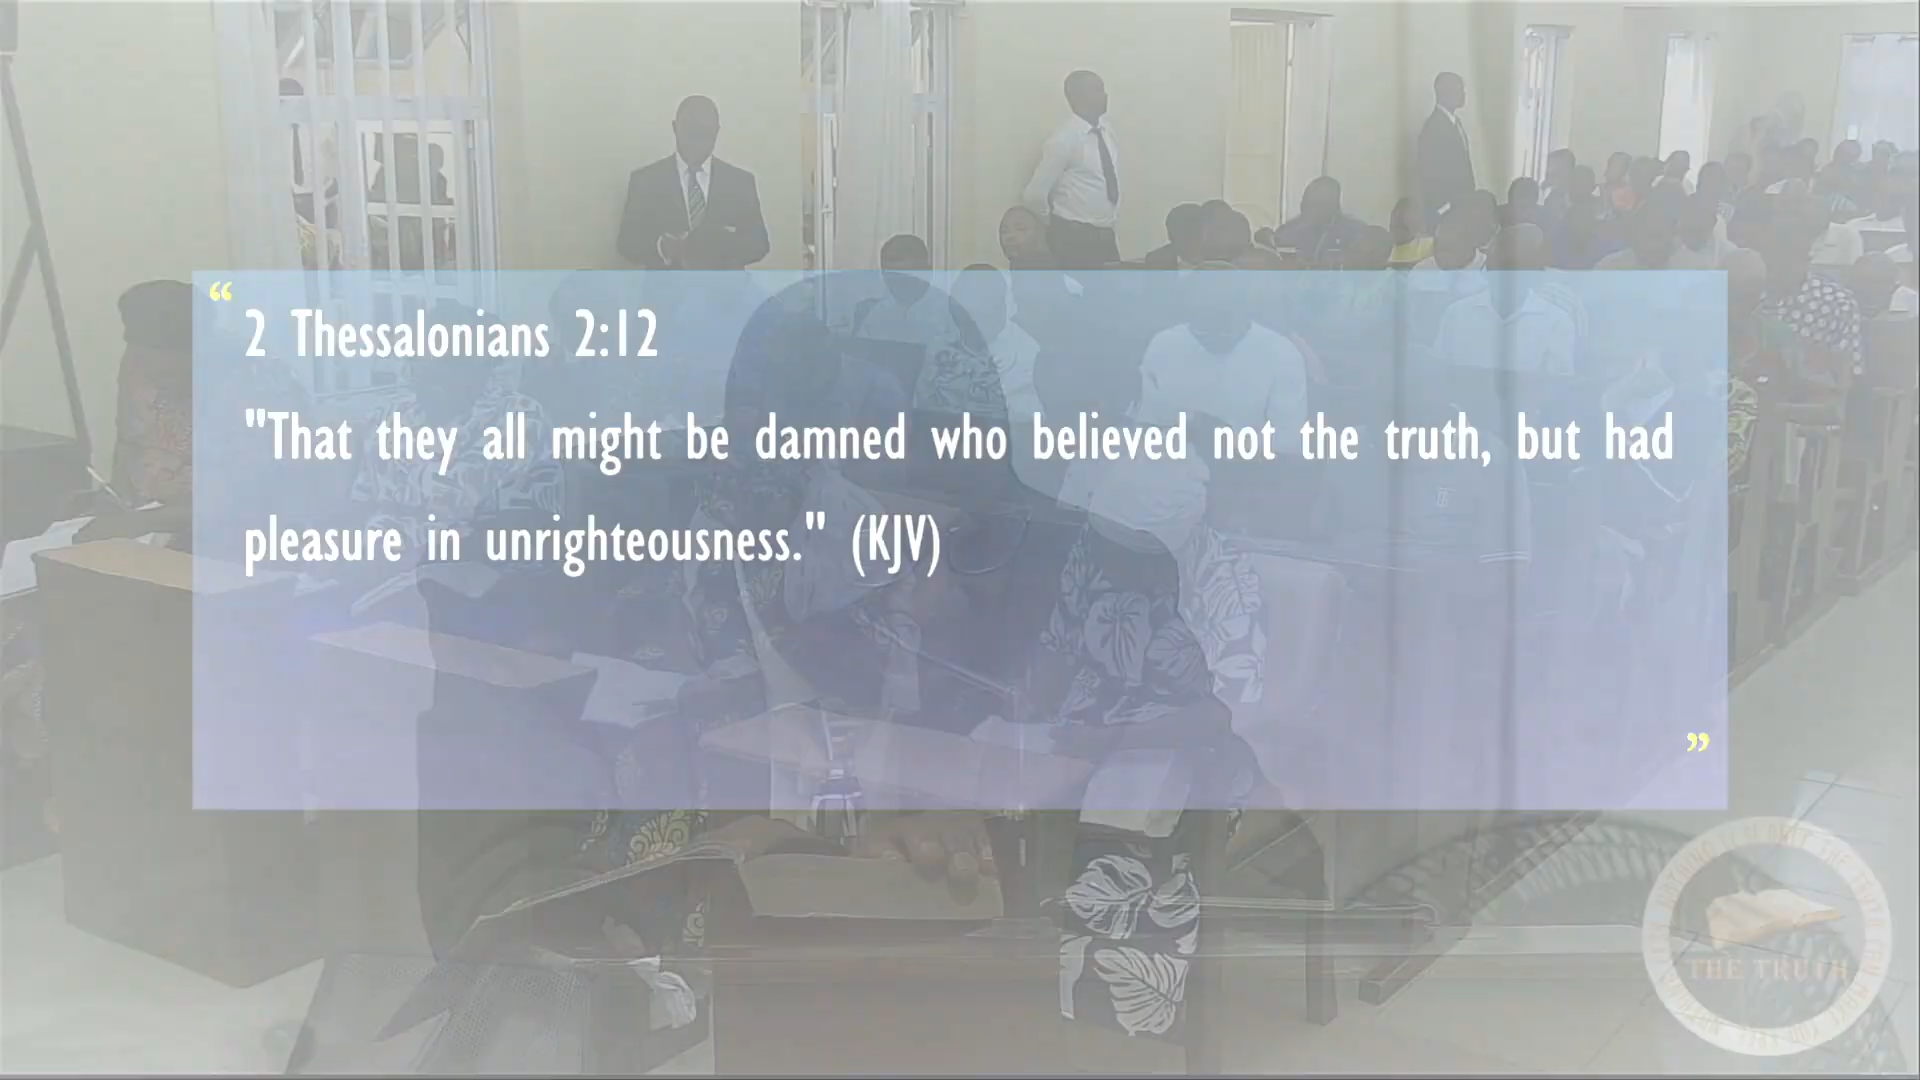 “
2 Thessalonians 2:12
"That they all might be damned who believed not the truth, but had
pleasure in unrighteousness." (KJV)
”
THE TRUTH